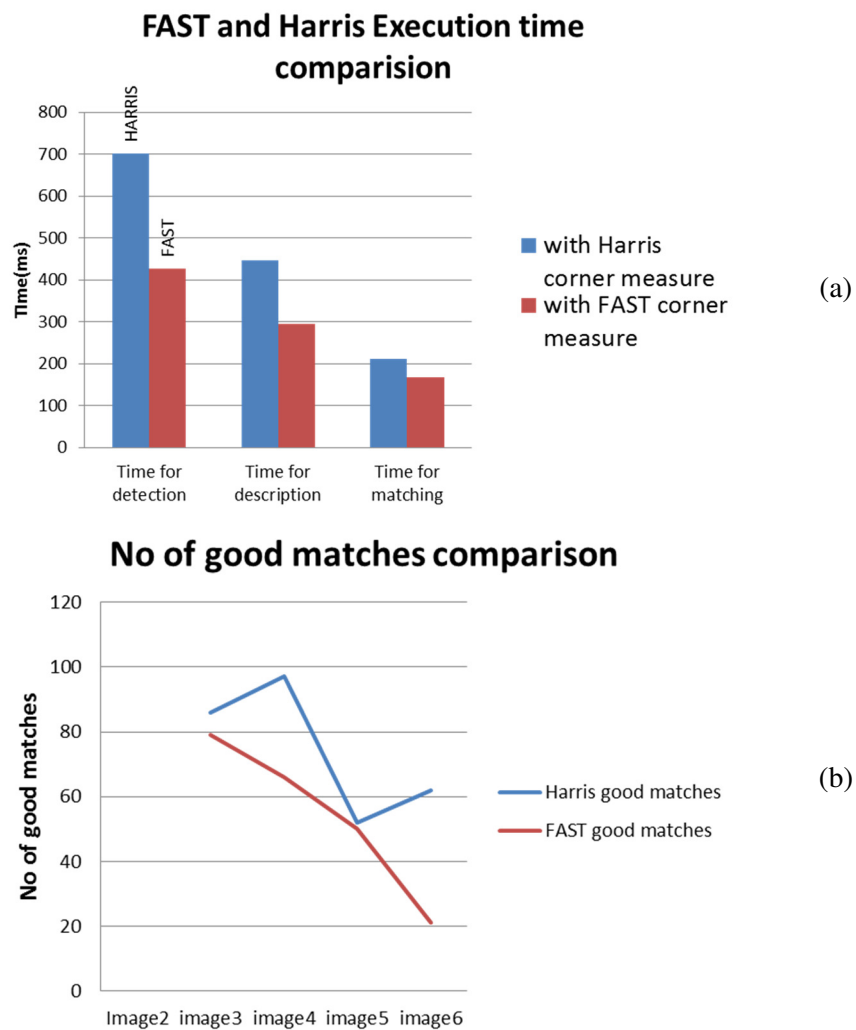 FAST and Harris Execution time
comparision
800
700
600
500
400
300
200
100
0
Time(ms)
HARRIS
FAST
Time for
detection
Time for
description
Time for
matching
with Harris
corner measure
with FAST corner
measure
(a)
No of good matches comparison
120
100
80
60
40
20
0
No of good matches
Image2 image3 image4 image5 image6
Harris good matches
FAST good matches
(b)